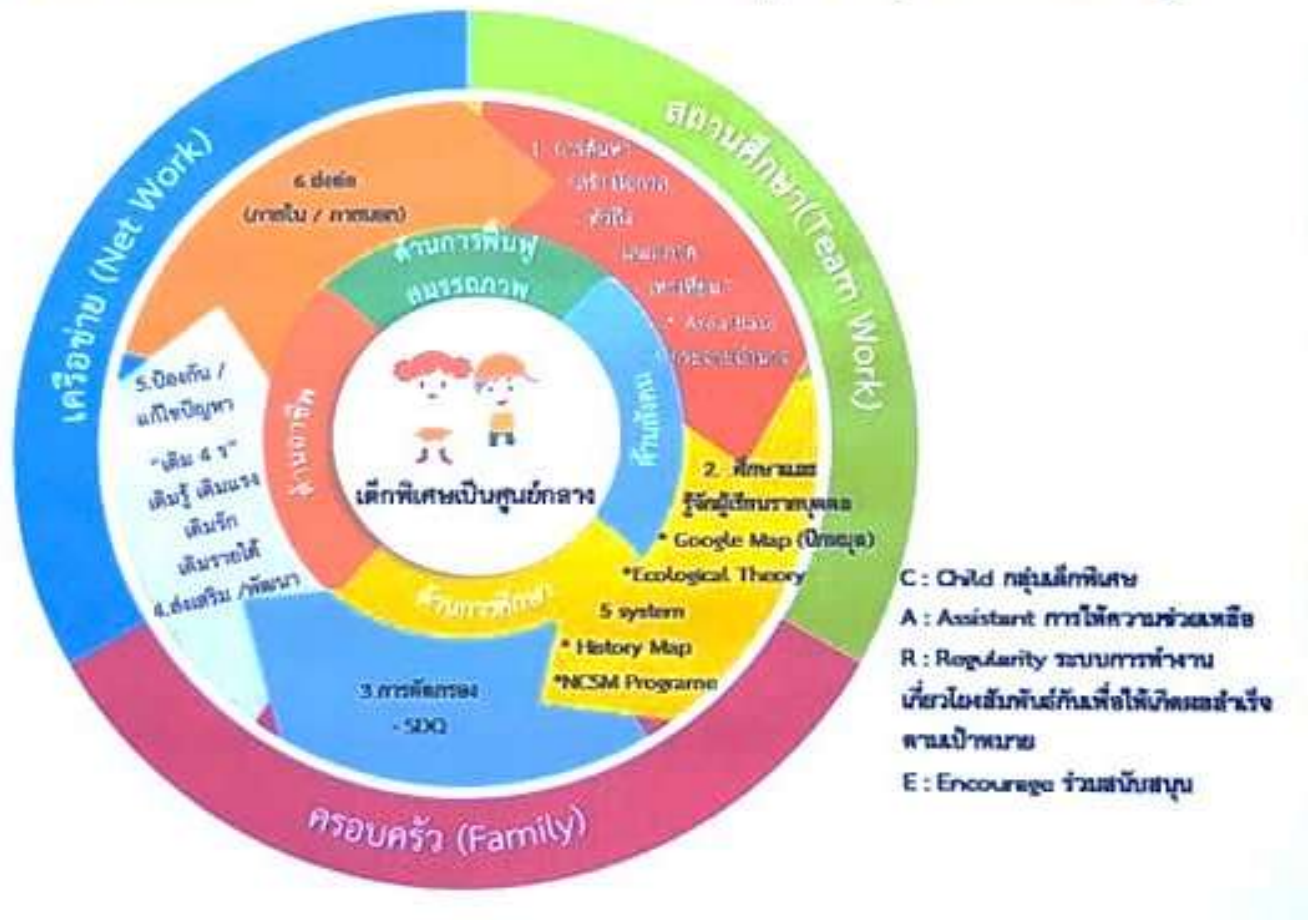 สถานศึกษา(Team Work)
เครือข่าย (Net Work)
ครอบครัว (Family)
1. การค้นหา
* Area Base
2. ศึกษาและ
รู้จักผู้เรียนรายบุคคล
* Google Map (ปักหมุด)
*Ecological Theory
5 system
* History Map
*NCSM Programe
3.การคัดกรอง
- SDQ
4.ส่งเสริม /พัฒนา
5.ป้องกัน /
แก้ไขปัญหา
"เติม 4 ร"
เติมรู้ เติมแรง
เติมรัก
เติมรายได้
6.ส่งต่อ
(ภายใน / ภายนอก)
ด้านการฟื้นฟู
สมรรถภาพ
ด้านสังคม
ด้านการศึกษา
ด้านอาชีพ
เด็กพิเศษเป็นศูนย์กลาง
C : Child กลุ่มเด็กพิเศษ
A : Assistant การให้ความช่วยเหลือ
R : Regularity ระบบการทำงาน
เกี่ยวโยงสัมพันธ์กันเพื่อให้เกิดผลสำเร็จ
ตามเป้าหมาย
E : Encourage ร่วมสนับสนุน